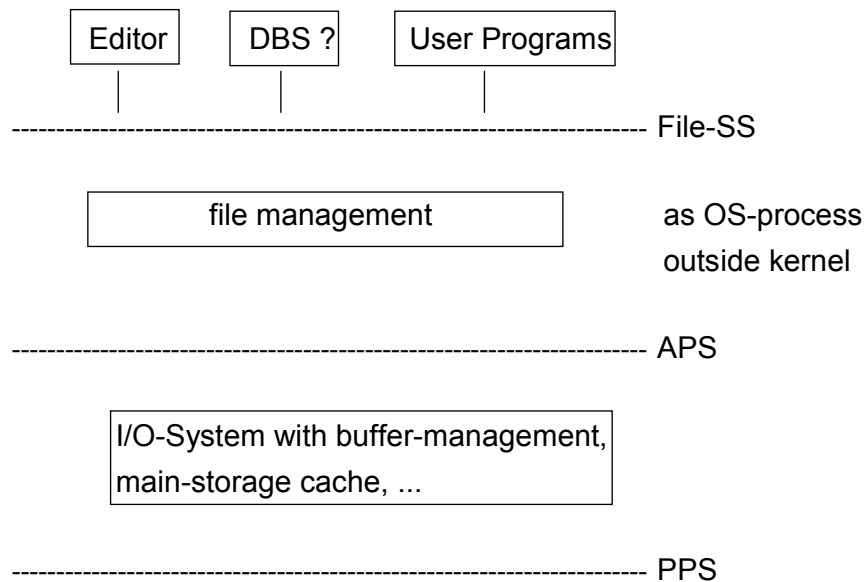 Editor
DBS ?
User Programs
File-SS
file management
as OS-process
outside kernel
APS
I/O-System with buffer-management,
main-storage cache, ...
PPS